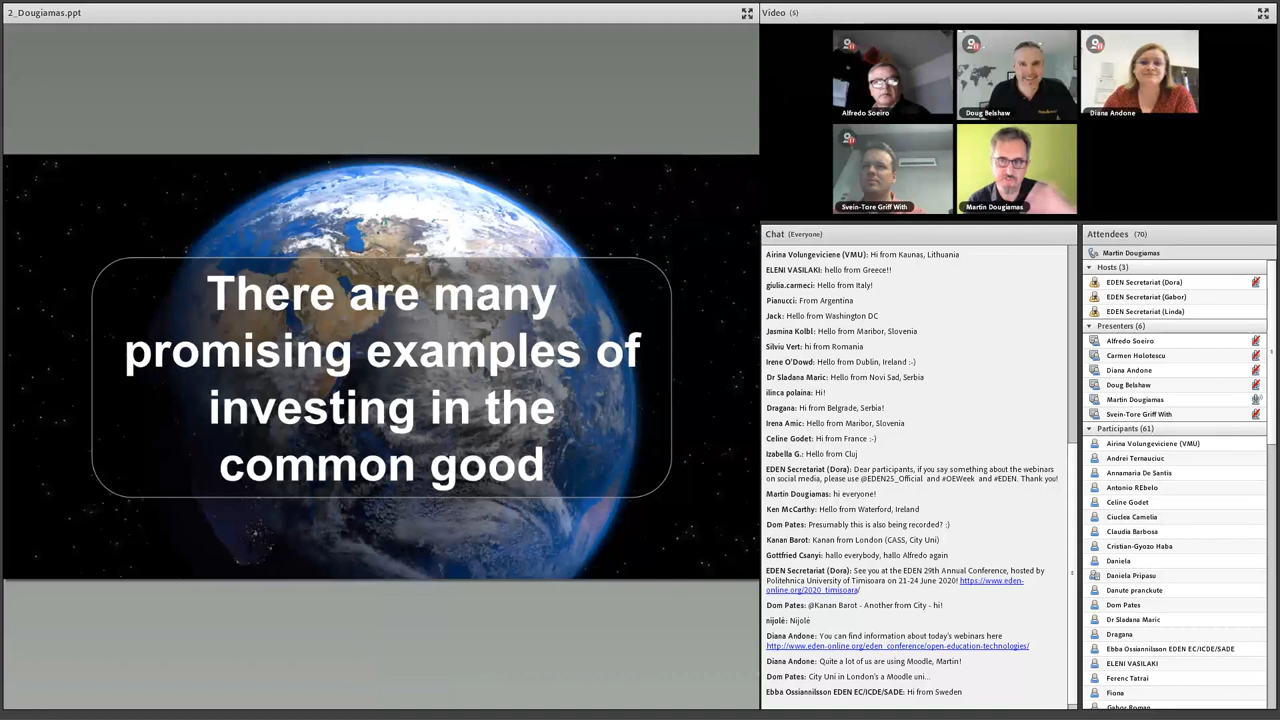 2_Dougiamas.ppt
There are many
promising examples of
investing in the
common good
Video (5)
Alfredo Soeiro
Doug Belshaw
Diana Andone
Svein-Tore Griff With
Martin Dougiamas
Chat (Everyone)
Airina Volungeviciene (VMU): Hi from Kaunas, Lithuania
ELENI VASILAKI: hello from Greece!!
giulia.carmeci: Hello from Italy!
Pianucci: From Argentina
Jack: Hello from Washington DC
Jasmina Kolbl: Hello from Maribor, Slovenia
Silviu Vert: hi from Romania
Irene O'Dowd: Hello from Dublin, Ireland :-)
Dr Sladana Maric: Hello from Novi Sad, Serbia
ilinca polaina: Hi!
Dragana: Hi from Belgrade, Serbia!
Irena Amic: Hello from Maribor, Slovenia
Celine Godet: Hi from France :-)
Izabella G.: Hello from Cluj
EDEN Secretariat (Dora): Dear participants, if you say something about the webinars
on social media, please use @EDEN25_Official and #OEWeek and #EDEN. Thank you!
Martin Dougiamas: hi everyone!
Ken McCarthy: Hello from Waterford, Ireland
Dom Pates: Presumably this is also being recorded? :)
Kanan Barot: Kanan from London (CASS, City Uni)
Gottfried Csanyi: hallo everybody, hallo Alfredo again
EDEN Secretariat (Dora): See you at the EDEN 29th Annual Conference, hosted by
Politehnica University of Timisoara on 21-24 June 2020! https://www.eden-
online.org/2020_timisoara/
Dom Pates: @Kanan Barot - Another from City - hi!
nijolė: Nijolė
Diana Andone: You can find information about today's webinars here
http://www.eden-online.org/eden_conference/open-education-technologies/
Diana Andone: Quite a lot of us are using Moodle, Martin!
Dom Pates: City Uni in London's a Moodle uni...
Ebba Ossiannilsson EDEN EC/ICDE/SADE: Hi from Sweden
Attendees (70)
Martin Dougiamas
Hosts (3)
EDEN Secretariat (Dora)
EDEN Secretariat (Gabor)
EDEN Secretariat (Linda)
Presenters (6)
Alfredo Soeiro
Carmen Holotescu
Diana Andone
Doug Belshaw
Martin Dougiamas
Svein-Tore Griff With
Participants (61)
Airina Volungeviciene (VMU)
Andrei Ternauciuc
Annamaria De Santis
Antonio REbelo
Celine Godet
Ciuclea Camelia
Claudia Barbosa
Cristian-Gyozo Haba
Daniela
Daniela Pripasu
Danute pranckute
Dom Pates
Dr Sladana Maric
Dragana
Ebba Ossiannilsson EDEN EC/ICDE/SADE
ELENI VASILAKI
Ferenc Tatrai
Fiona
Gabor Roman